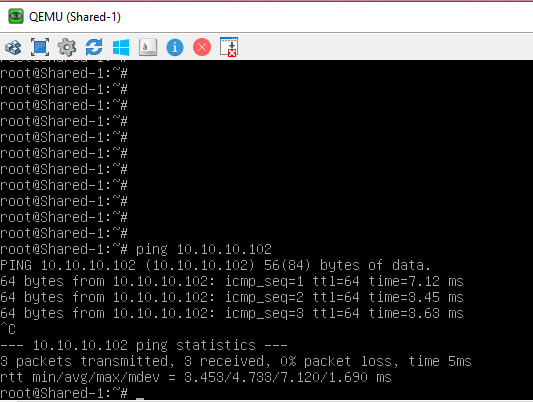 QEMU (Shared-1)
root@Shared-1:~#
root@Shared-1:~#
root@Shared-1:~#
root@Shared-1:~#
root@Shared-1:~#
root@Shared-1:~#
root@Shared-1:~#
root@Shared-1:~#
root@Shared-1:~#
root@Shared-1:~#
root@Shared-1:~#
root@Shared-1:~# ping 10.10.10.102
PING 10.10.10.102 (10.10.10.102) 56(84) bytes of data.
64 bytes from 10.10.10.102: icmp_seq=1 ttl=64 time=7.12 ms
64 bytes from 10.10.10.102: icmp_seq=2 ttl=64 time=3.45 ms
64 bytes from 10.10.10.102: icmp_seq=3 ttl=64 time=3.63 ms
^C
--- 10.10.10.102 ping statistics ---
3 packets transmitted, 3 received, 0% packet loss, time 5ms
rtt min/avg/max/mdev = 3.453/4.733/7.120/1.690 ms
root@Shared-1:~# _